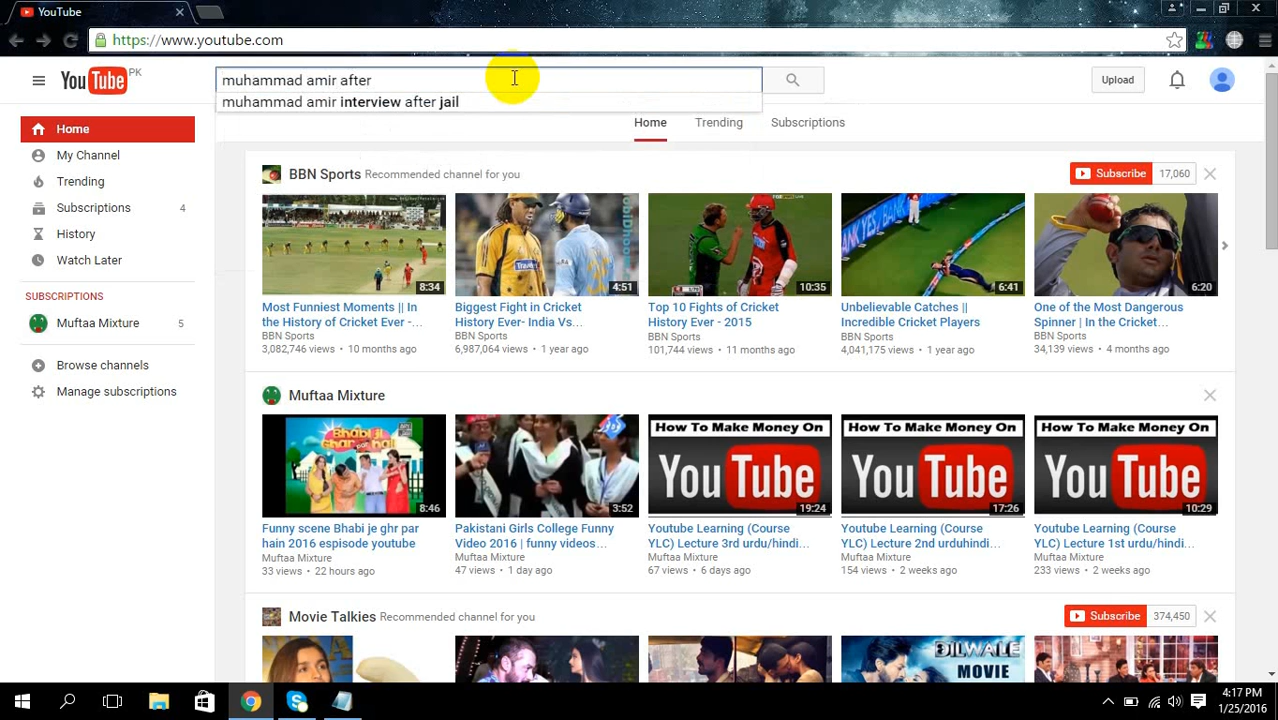 YouTube
https://www.youtube.com
YouTube PK
muhammad amir after
Upload
muhammad amir interview after jail
Home
Trending
Subscriptions
Home
My Channel
Trending
Subscriptions 4
History
Watch Later
SUBSCRIPTIONS
Muftaa Mixture 5
Browse channels
Manage subscriptions
BBN Sports Recommended channel for you
Subscribe 17,060
8:34
Most Funniest Moments || In
the History of Cricket Ever -...
BBN Sports
3,082,746 views • 10 months ago
4:51
Biggest Fight in Cricket
History Ever- India Vs...
BBN Sports
6,987,064 views • 1 year ago
10:35
Top 10 Fights of Cricket
History Ever - 2015
BBN Sports
101,744 views • 11 months ago
6:41
Unbelievable Catches ||
Incredible Cricket Players
BBN Sports
4,041,175 views • 1 year ago
6:20
One of the Most Dangerous
Spinner | In the Cricket...
BBN Sports
34,139 views • 4 months ago
Muftaa Mixture
8:46
Funny scene Bhabi je ghr par
hain 2016 espisode youtube
Muftaa Mixture
33 views • 22 hours ago
3:52
Pakistani Girls College Funny
Video 2016 | funny videos...
Muftaa Mixture
47 views • 1 day ago
How To Make Money On
YouTube
19:24
Youtube Learning (Course
YLC) Lecture 3rd urdu/hindi...
Muftaa Mixture
67 views • 6 days ago
How To Make Money On
YouTube
17:26
Youtube Learning (Course
YLC) Lecture 2nd urduhindi...
Muftaa Mixture
154 views • 2 weeks ago
How To Make Money On
YouTube
10:29
Youtube Learning (Course
YLC) Lecture 1st urdu/hindi...
Muftaa Mixture
233 views • 2 weeks ago
Movie Talkies Recommended channel for you
Subscribe 374,450
DILWALE
MOVIE
4:17 PM
1/25/2016